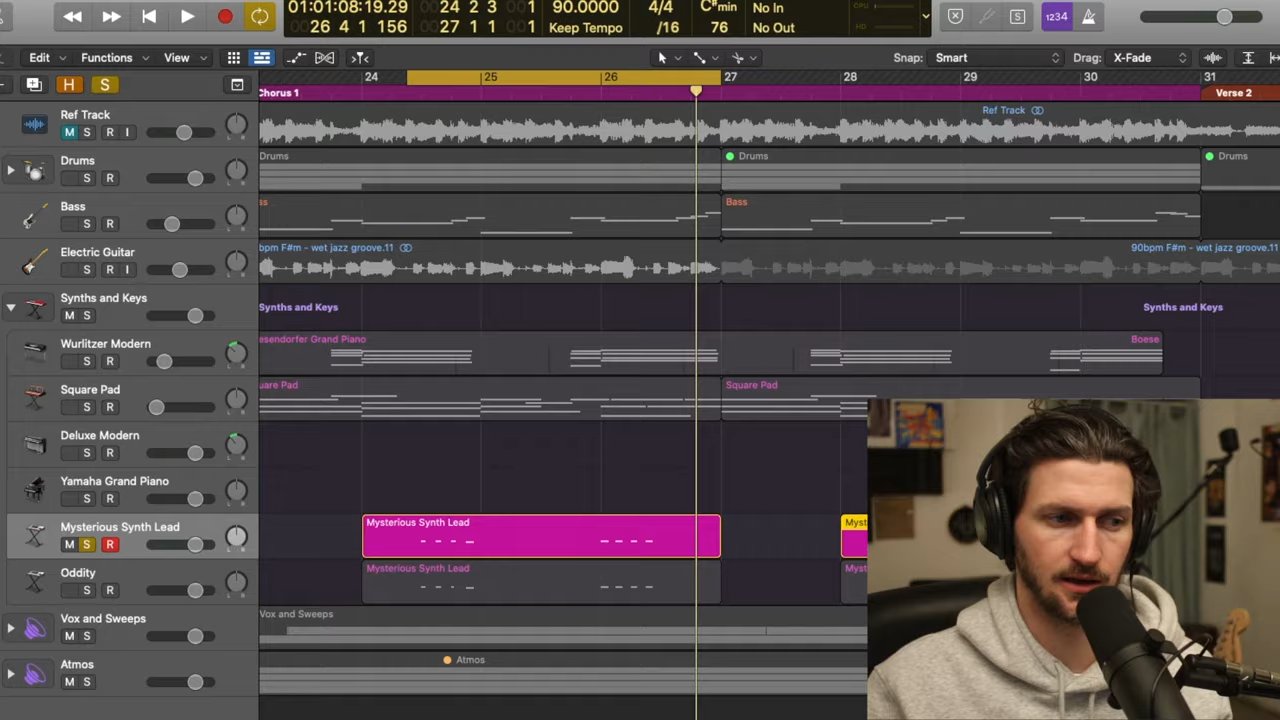 01:01:08:19.29 24 2 3 1 90.0000 4/4 C#min No In CPU
26 4 1 156 27 1 1 1 Keep Tempo /16 76 No Out HD
1234
Edit Functions View Snap: Smart Drag: X-Fade
H S
24 25 26 27 28 29 30 31
Chorus 1 Verse 2
Ref Track
M S R I
Ref Track
Drums
S R
Drums Drums Drums
Bass
S R
ss Bass
Electric Guitar
S R I
bpm F#m - wet jazz groove.11 90bpm F#m - wet jazz groove.11
Synths and Keys
M S
Synths and Keys Synths and Keys
Wurlitzer Modern
S R
esendorfer Grand Piano Boese
Square Pad
S R
uare Pad Square Pad
Deluxe Modern
S R
Yamaha Grand Piano
S R
Mysterious Synth Lead
M S R
Mysterious Synth Lead Myst
Oddity
S R
Mysterious Synth Lead Myst
Vox and Sweeps
M S
Vox and Sweeps
Atmos
M S
Atmos